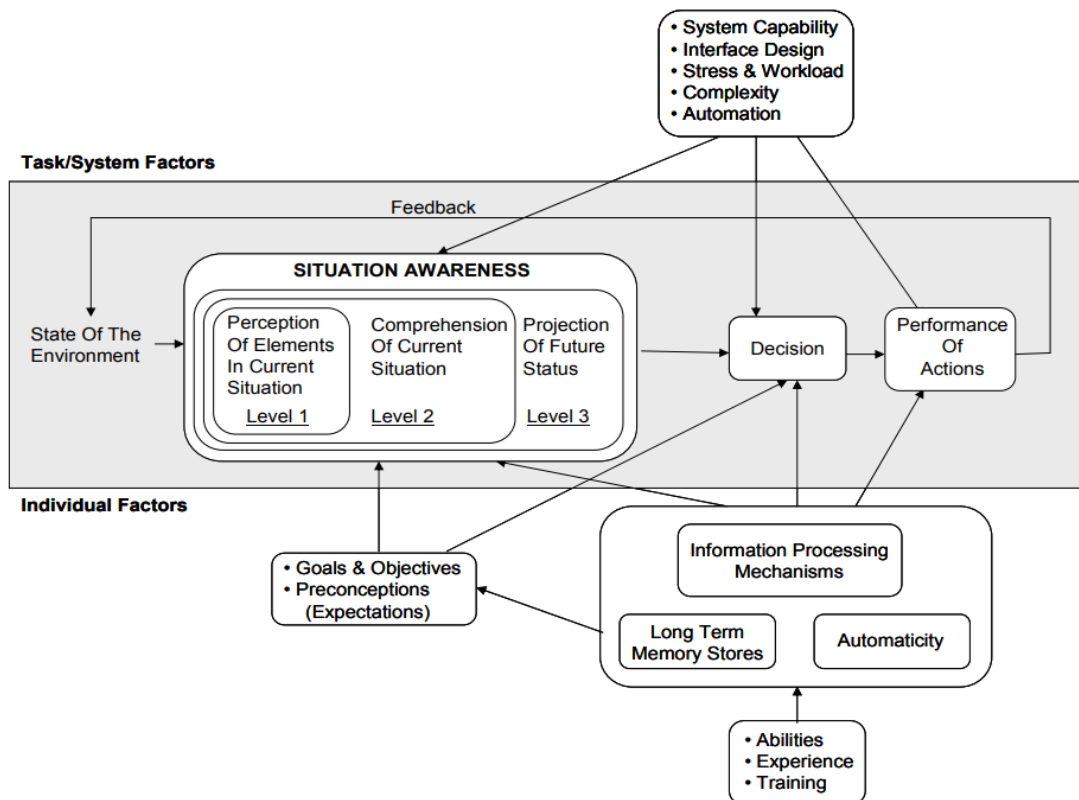 • System Capability
• Interface Design
• Stress & Workload
• Complexity
• Automation
Task/System Factors
Feedback
SITUATION AWARENESS
State Of The
Environment
Perception
Of Elements
In Current
Situation
Level 1
Comprehension
Of Current
Situation
Level 2
Projection
Of Future
Status
Level 3
Decision
Performance
Of
Actions
Individual Factors
• Goals & Objectives
• Preconceptions
(Expectations)
Information Processing
Mechanisms
Long Term
Memory Stores
Automaticity
• Abilities
• Experience
• Training